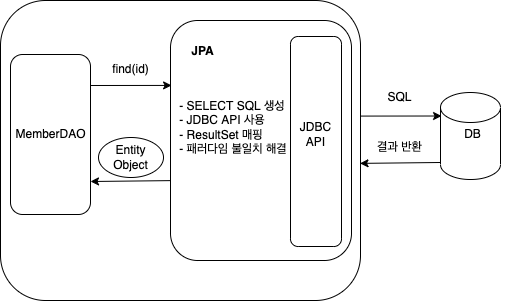 JPA
find(id)
MemberDAO
- SELECT SQL 생성
- JDBC API 사용
- ResultSet 매핑
- 패러다임 불일치 해결
JDBC
API
Entity
Object
SQL
DB
결과 반환